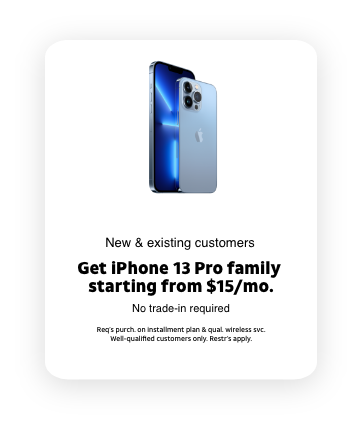 New & existing customers
Get iPhone 13 Pro family
starting from $15/mo.
No trade-in required
Req's purch. on installment plan & qual. wireless svc.
Well-qualified customers only. Restr's apply.